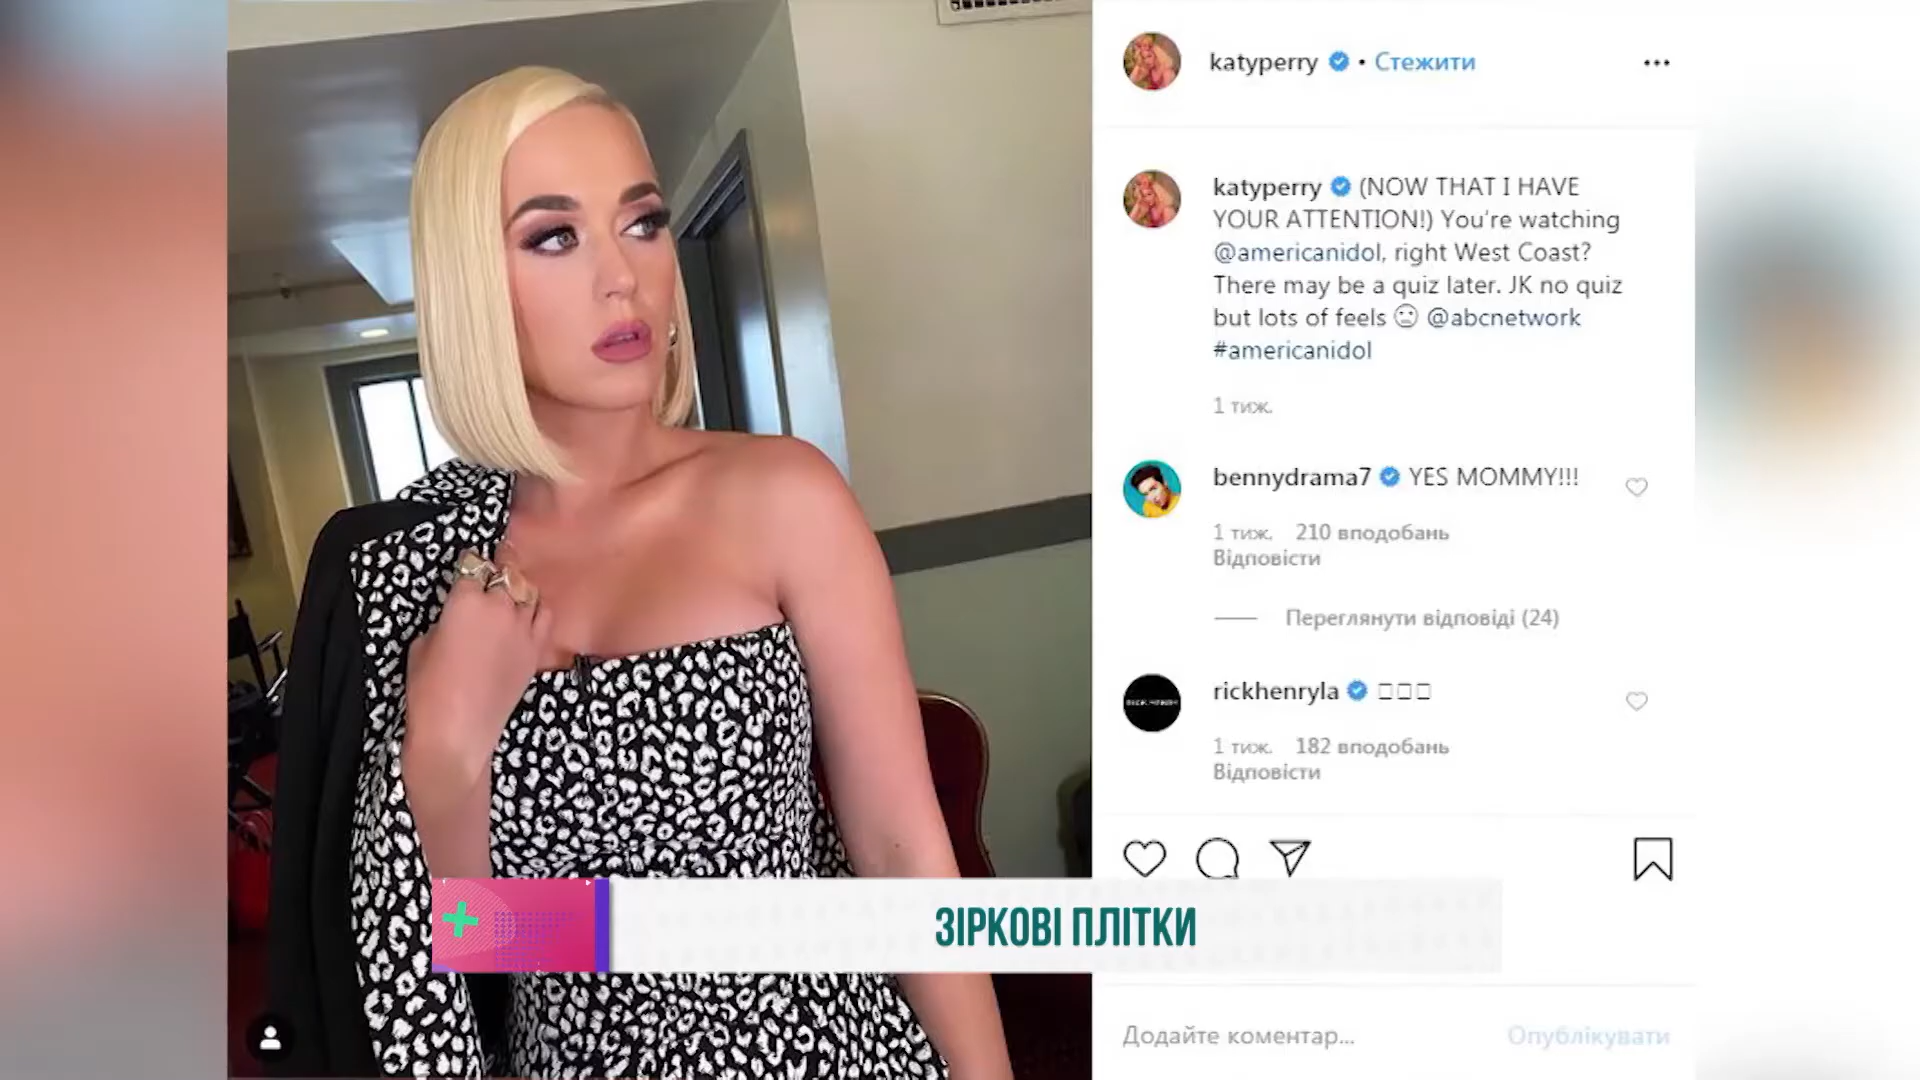 katyperry • Стежити
katyperry (NOW THAT I HAVE
YOUR ATTENTION!) You're watching
@americanidol, right West Coast?
There may be a quiz later. JK no quiz
but lots of feels @abcnetwork
#americanidol
1 тиж.
bennydrama7 YES MOMMY!!!
1 тиж. 210 вподобань
Відповісти
Переглянути відповіді (24)
rickhenryla
1 тиж. 182 вподобань
Відповісти
ЗІРКОВІ ПЛІТКИ
Додайте коментар... Опублікувати